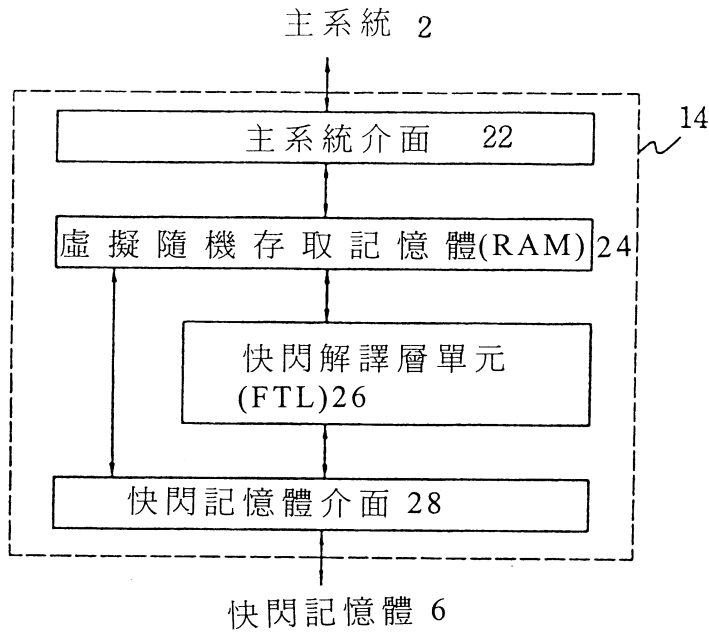 主系統 2
14
主系統介面 22
虛擬隨機存取記憶體(RAM) 24
快閃解譯層單元
(FTL)26
快閃記憶體介面 28
快閃記憶體 6